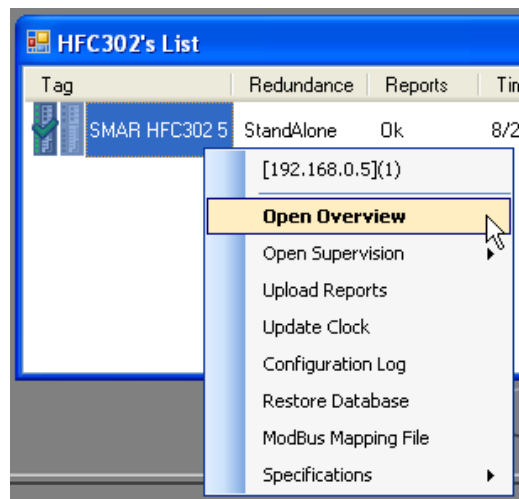 HFC302's List
Tag Redundance Reports
SMAR HFC302 5 StandAlone Ok
[192.168.0.5](1)
Open Overview
Open Supervision
Upload Reports
Update Clock
Configuration Log
Restore Database
ModBus Mapping File
Specifications